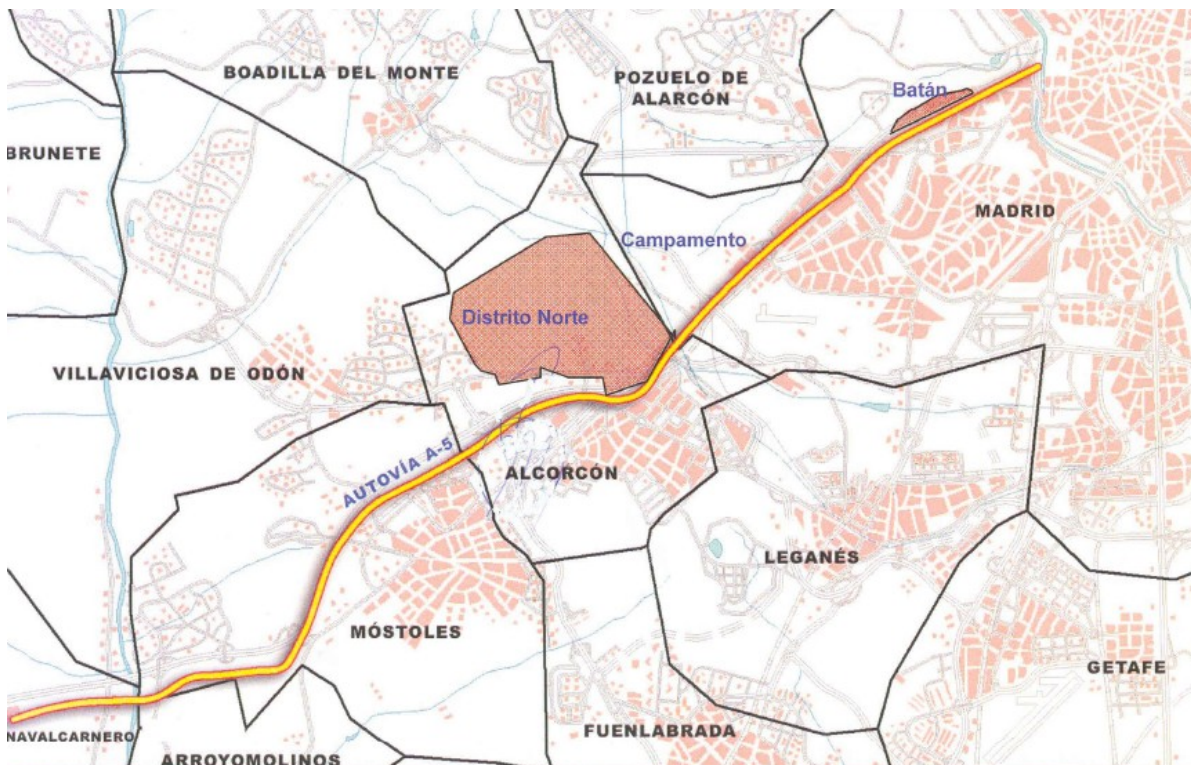 BOADILLA DEL MONTE
POZUELO DE
ALARCÓN
Batán
BRUNETE
MADRID
Campamento
Distrito Norte
VILLAVICIOSA DE ODÓN
AUTOVÍA A-5
ALCORCÓN
LEGANÉS
MÓSTOLES
GETAFE
FUENLABRADA
NAVALCARNERO
ARROYOMOLINOS